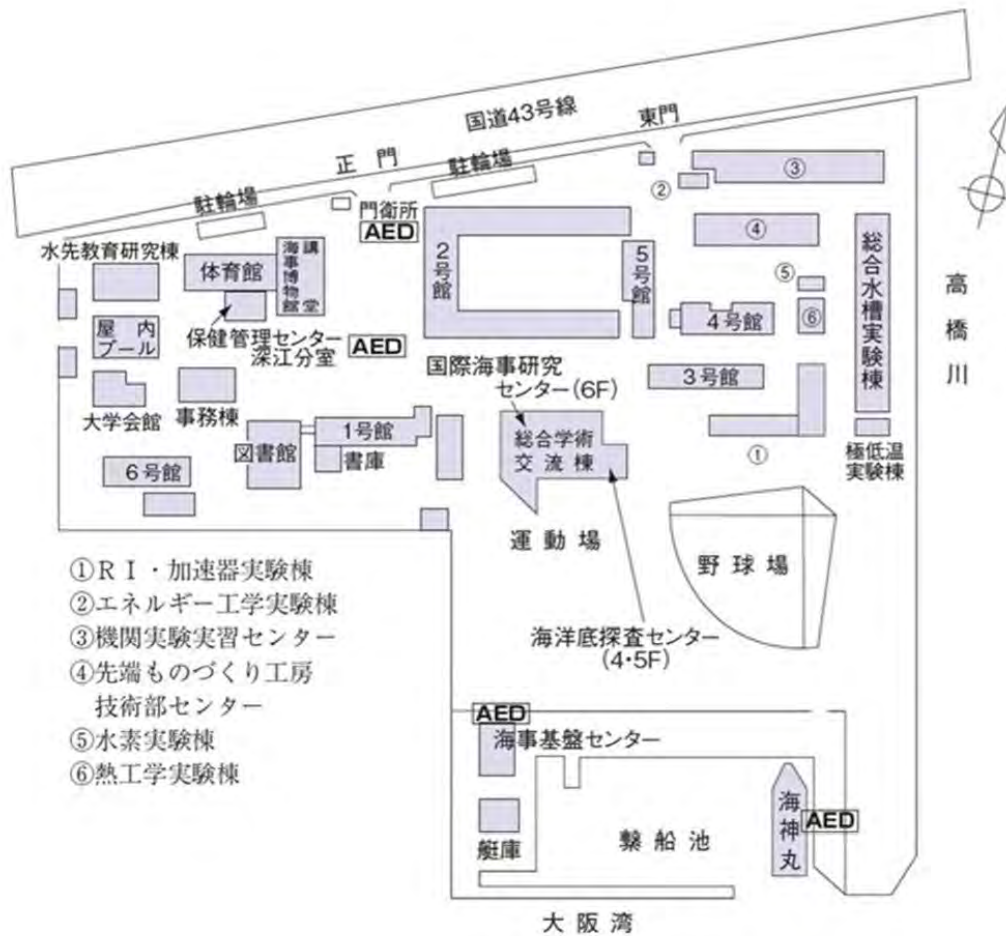 国道43号線
東門
正 門
駐輪場
駐輪場
③
②
門衛所
AED
④
水先教育研究棟
体育館
海事博物館
講堂
2号館
5号館
総合水槽実験棟
高橋川
⑤
⑥
4号館
屋 内
プール
保健管理センター
深江分室
AED
国際海事研究
センター(6F)
3号館
大学会館
事務棟
図書館
1号館
書庫
総合学術
交 流 棟
①
極低温
実験棟
6号館
運 動 場
野 球 場
①RI・加速器実験棟
②エネルギー工学実験棟
③機関実験実習センター
④先端ものづくり工房
技術部センター
⑤水素実験棟
⑥熱工学実験棟
海洋底探査センター
(4・5F)
AED
海事基盤センター
海神丸
AED
艇庫
繋 船 池
大 阪 湾